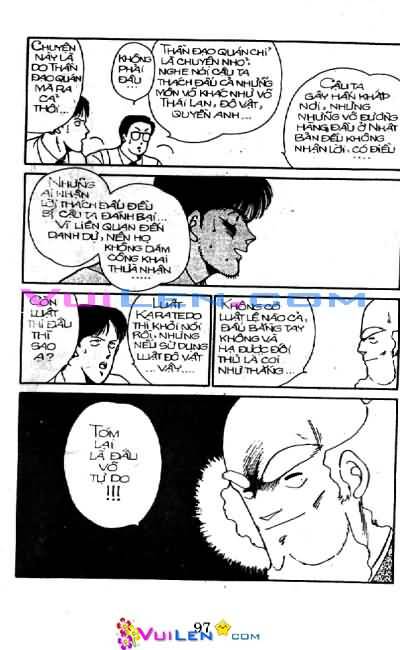 CHUYỆN
NÀY LÀ
DO THẦN
ĐẠO QUÁN
MÀ RA
CẢ
THÔI...
KHÔNG
PHẢI
ĐÂU
...
THẦN ĐẠO QUÁN CHỈ
LÀ CHUYỆN NHỎ
NGHE NÓI CẬU TA
THÁCH ĐẤU CẢ NHỮNG
MÔN VÕ KHÁC NHƯ VÕ
THÁI LAN, ĐÔ VẬT,
QUYỀN ANH....
CẬU TA
GÂY HẤN KHẮP
NƠI, NHƯNG
NHỮNG VÕ ĐƯỜNG
HÀNG ĐẦU Ở NHẬT
BẢN ĐỀU KHÔNG
NHẬN LỜI. CÓ ĐIỀU
....
NHỮNG
AI NHẬN
LỜI THÁCH ĐẤU ĐỀU
BỊ CẬU TA ĐÁNH BẠI...
VÌ LIÊN QUAN ĐẾN
DANH DỰ, NÊN HỌ
KHÔNG DÁM
CÔNG KHAI
THỪA NHẬN
....
CÒN
LUẬT
THI ĐẤU
THÌ
SAO
Ạ?
LUẬT
KARATEDO
THÌ KHỎI NÓI
RỒI, NHƯNG
NẾU SỬ DỤNG
LUẬT ĐÔ VẬT
VẬY....
...
KHÔNG CÓ
LUẬT LỆ NÀO CẢ,
ĐẤU BẰNG TAY
KHÔNG VÀ
HẠ ĐƯỢC ĐỐI
THỦ LÀ COI
NHƯ THẮNG...
VUILEN.COM
TÓM
LẠI
LÀ ĐẤU
VÕ
TỰ DO
!!!
97
VUILEN.COM